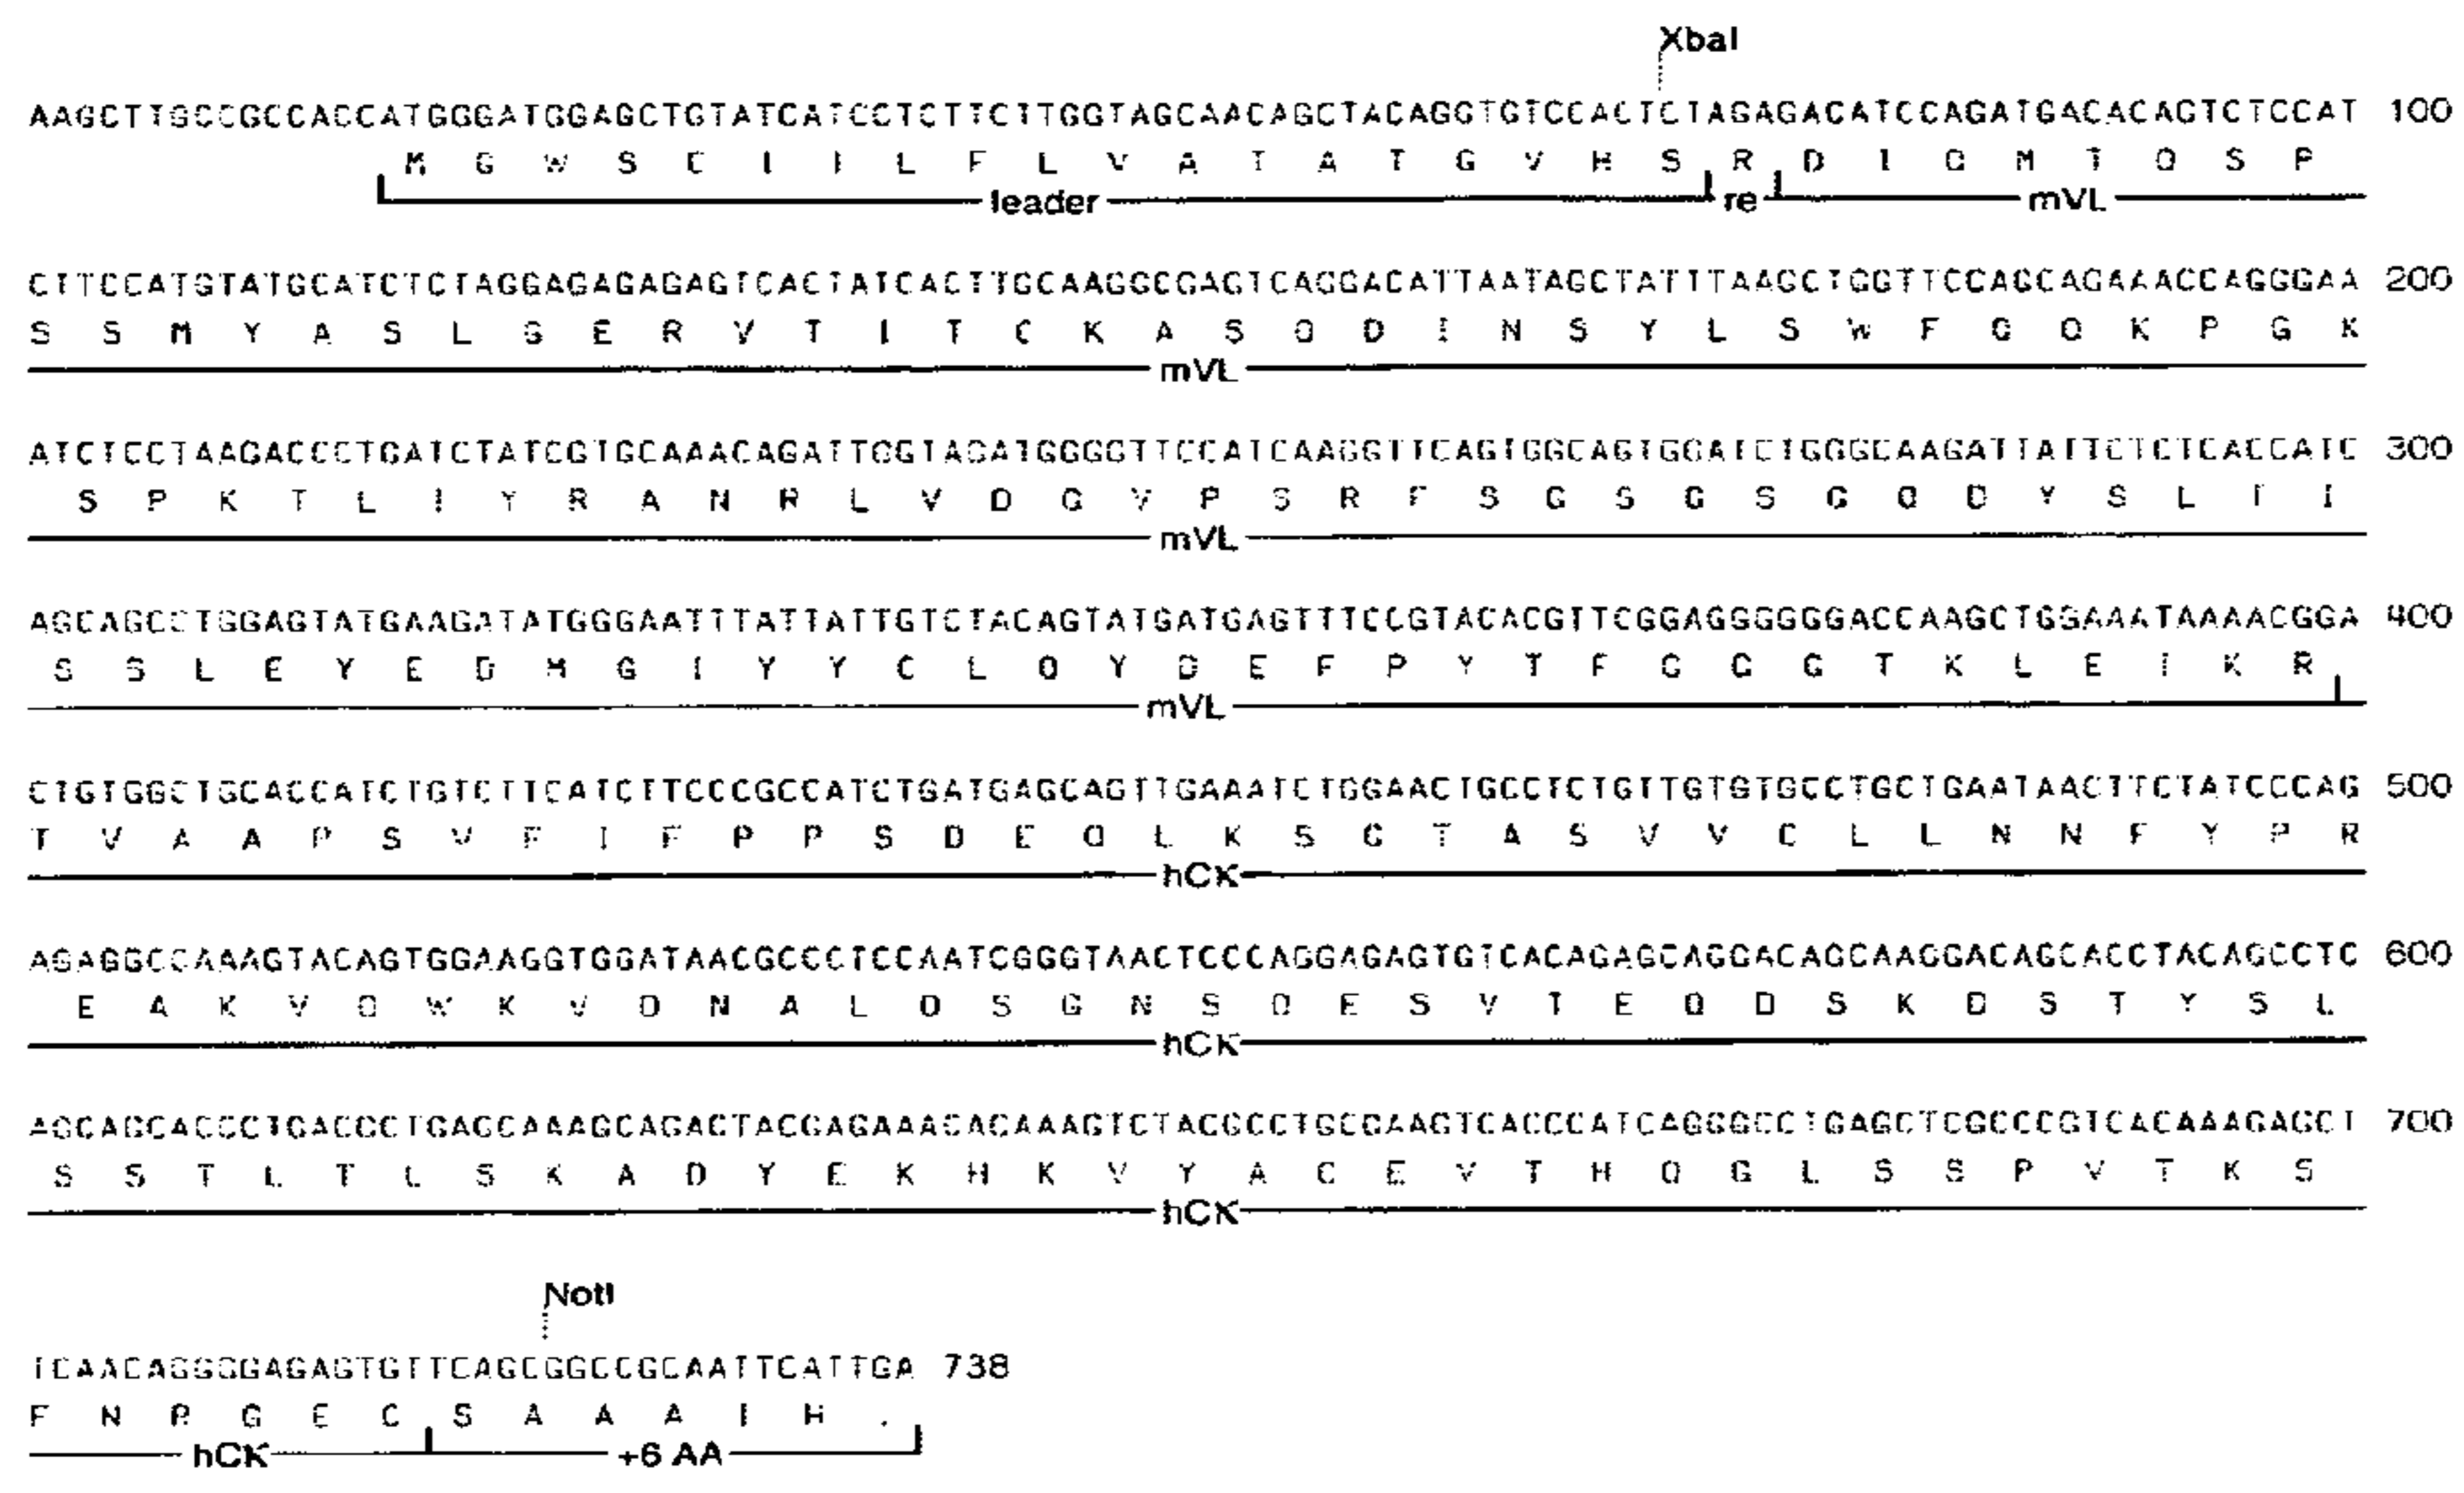 XbaI
AAGCTTGCCGCCACCATGGGATGGAGCTGTATCATCCTCTTCTTGGTAGCAACAGCTACAGGTGTCCACTCTAGAGACATCCAGATGACACAGTCTCCAT 100
M G W S C I I L F L V A T A T G V H S R D I Q M T Q S P
leader re mVL
CTTCCATGTATGCATCTCTAGGAGAGAGAGTCACTATCACTTGCAAGGCGAGTCAGGACATTAATAGCTATTTAAGCTGGTTCCAGCAGAAACCAGGGAA 200
S S M Y A S L G E R V T I T C K A S Q D I N S Y L S W F Q Q K P G K
mVL
ATCTCCTAAGACCCTGATCTATCGTGCAAACAGATTGGTAGATGGGGTTCCATCAAGGTTCAGTGGCAGTGGATCTGGGCAAGATTATTCTCTCACCATC 300
S P K T L I Y R A N R L V D G V P S R F S G S G S G Q D Y S L T I
mVL
AGCAGCCTGGAGTATGAAGATATGGGAATTTATTATTGTCTACAGTATGATGAGTTTCCGTACACGTTCGGAGGGGGGACCAAGCTGGAAATAAAACGGA 400
S S L E Y E D M G I Y Y C L Q Y D E F P Y T F G G G T K L E I K R
mVL
CTGTGGCTGCACCATCTGTCTTCATCTTCCCGCCATCTGATGAGCAGTTGAAATCTGGAACTGCCTCTGTTGTGTGCCTGCTGAATAACTTCTATCCCAG 500
T V A A P S V F I F P P S D E Q L K S G T A S V V C L L N N F Y P R
hCK
AGAGGCCAAAGTACAGTGGAAGGTGGATAACGCCCTCCAATCGGGTAACTCCCAGGAGAGTGTCACAGAGCAGGACAGCAAGGACAGCACCTACAGCCTC 600
E A K V Q W K V D N A L Q S G N S Q E S V T E Q D S K D S T Y S L
hCK
AGCAGCACCCTGACCCTGAGCAAAGCAGACTACGAGAAACACAAAGTCTACGCCTGCGAAGTCACCCATCAGGGCCTGAGCTCGCCCGTCACAAAGAGCT 700
S S T L T L S K A D Y E K H K V Y A C E V T H Q G L S S P V T K S
hCK
NotI
TCAACAGGGGAGAGTGTTCAGCGGCCGCAATTCATTGA 738
F N R G E C S A A A I H .
hCK +6 AA